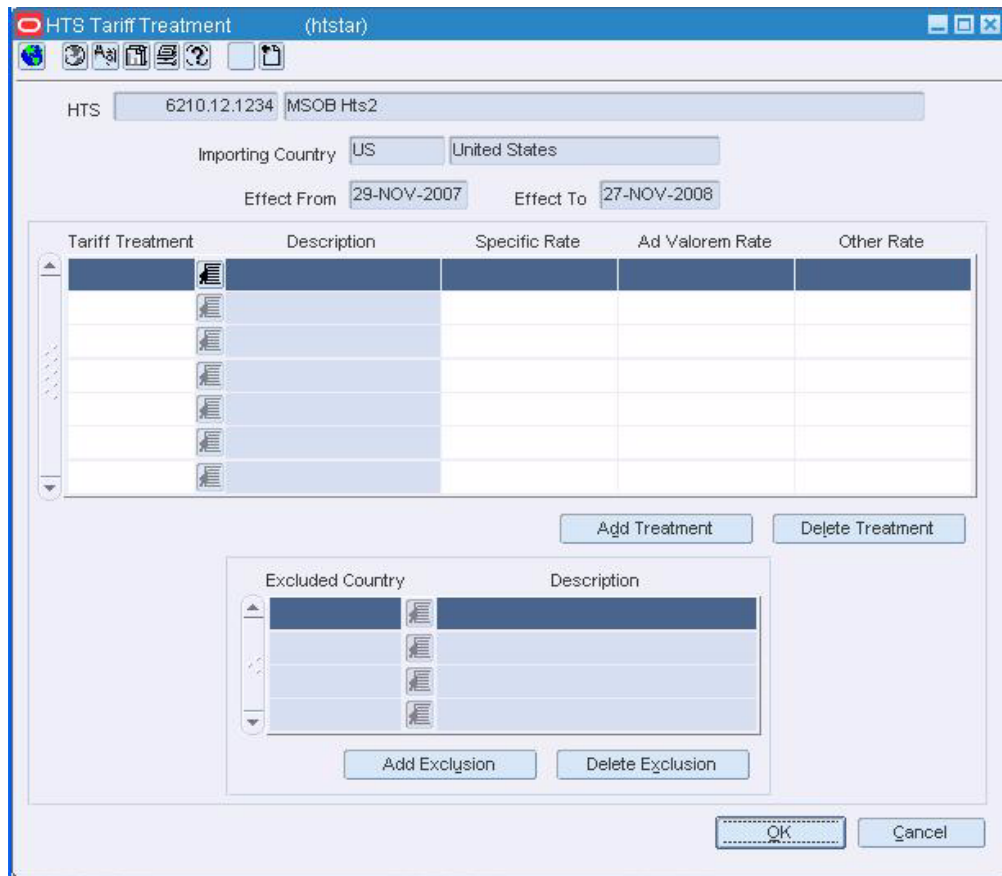 HTS Tariff Treatment (htstar)
HTS 6210.12.1234 MSOB Hts2
Importing Country US United States
Effect From 29-NOV-2007 Effect To 27-NOV-2008
Tariff Treatment Description Specific Rate Ad Valorem Rate Other Rate
Add Treatment Delete Treatment
Excluded Country Description
Add Exclusion Delete Exclusion
OK Cancel